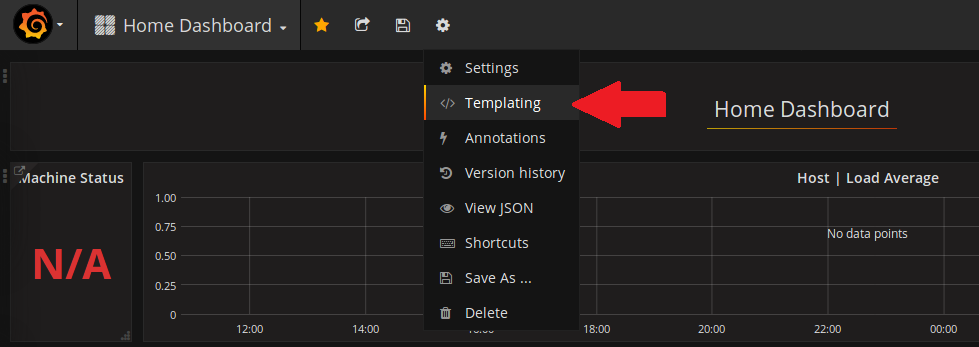 Home Dashboard
Settings
Templating
Annotations
Version history
View JSON
Shortcuts
Save As ...
Delete
Home Dashboard
Machine Status
N/A
Host | Load Average
1.00
0.75
0.50
0.25
0
No data points
12:00 14:00 18:00 20:00 22:00 00:00